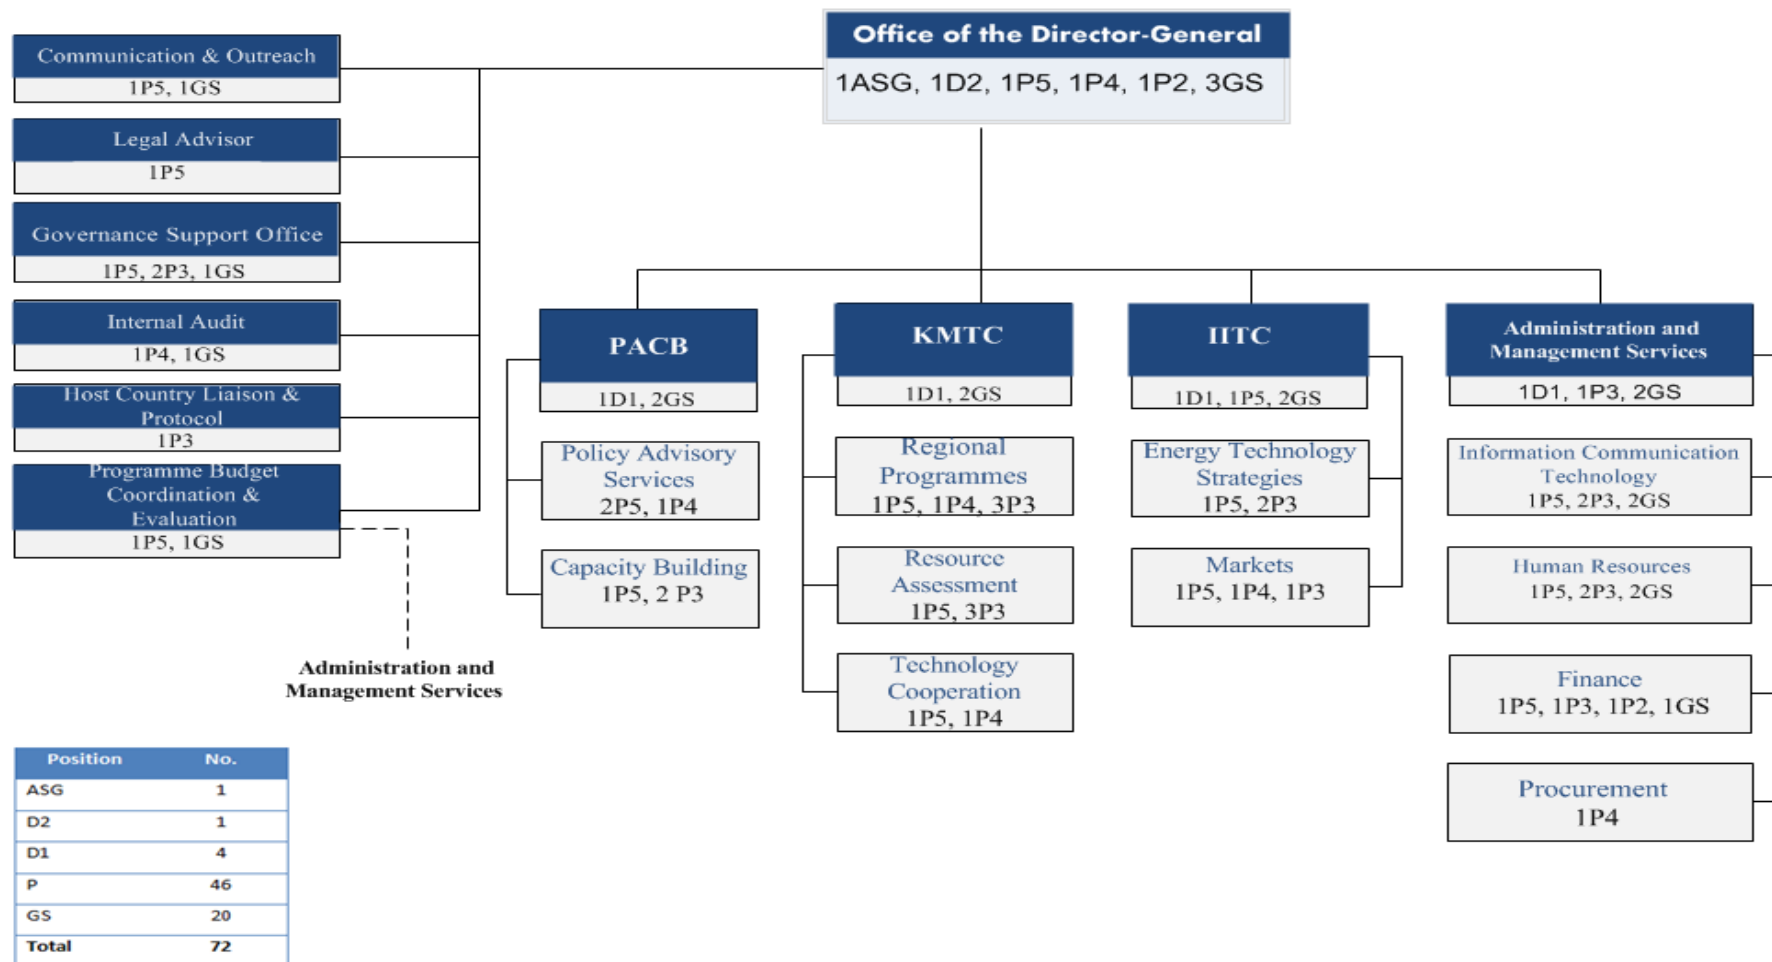 Office of the Director-General
1ASG, 1D2, 1P5, 1P4, 1P2, 3GS
Communication & Outreach
1P5, 1GS
Legal Advisor
1P5
Governance Support Office
1P5, 2P3, 1GS
Internal Audit
1P4, 1GS
Host Country Liaison &
Protocol
1P3
Programme Budget
Coordination &
Evaluation
1P5, 1GS
Administration and
Management Services
PACB
1D1, 2GS
Policy Advisory
Services
2P5, 1P4
Capacity Building
1P5, 2 P3
KMTC
1D1, 2GS
Regional
Programmes
1P5, 1P4, 3P3
Resource
Assessment
1P5, 3P3
Technology
Cooperation
1P5, 1P4
IITC
1D1, 1P5, 2GS
Energy Technology
Strategies
1P5, 2P3
Markets
1P5, 1P4, 1P3
Administration and
Management Services
1D1, 1P3, 2GS
Information Communication
Technology
1P5, 2P3, 2GS
Human Resources
1P5, 2P3, 2GS
Finance
1P5, 1P3, 1P2, 1GS
Procurement
1P4
Position No.
ASG 1
D2 1
D1 4
P 46
GS 20
Total 72